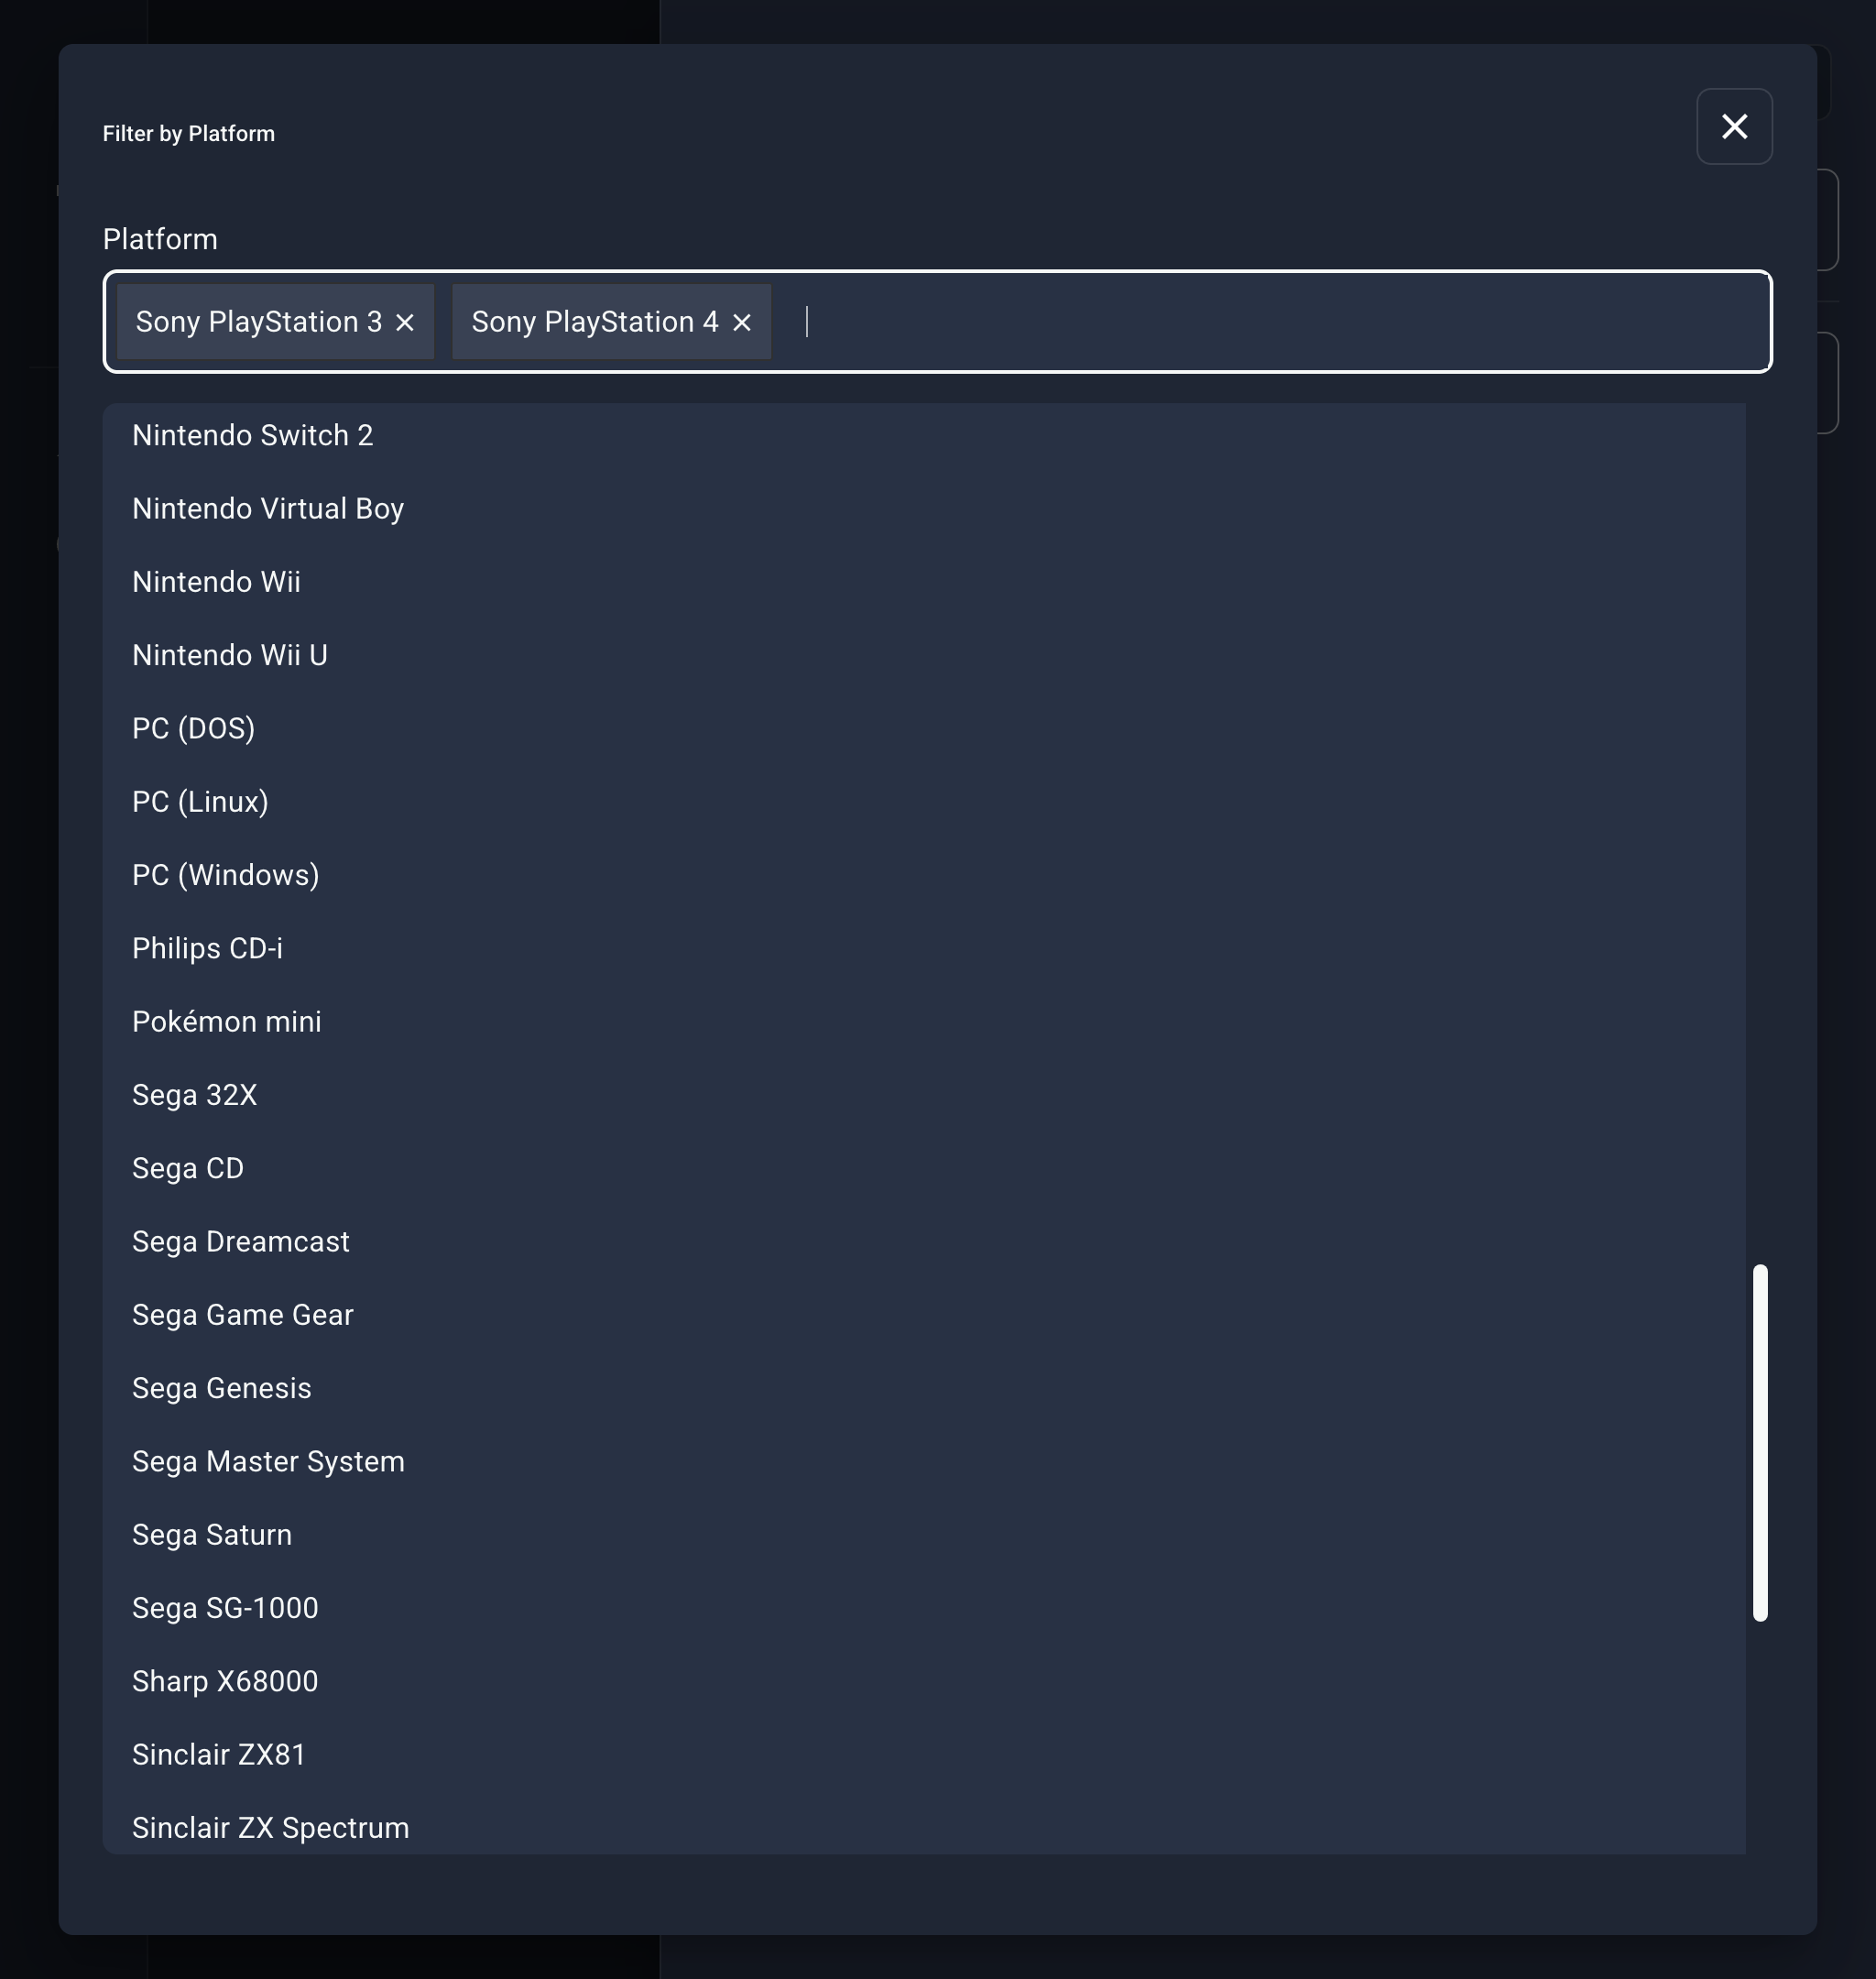 Filter by Platform
Platform
Sony PlayStation 3 Sony PlayStation 4
Nintendo Switch 2
Nintendo Virtual Boy
Nintendo Wii
Nintendo Wii U
PC (DOS)
PC (Linux)
PC (Windows)
Philips CD-i
Pokémon mini
Sega 32X
Sega CD
Sega Dreamcast
Sega Game Gear
Sega Genesis
Sega Master System
Sega Saturn
Sega SG-1000
Sharp X68000
Sinclair ZX81
Sinclair ZX Spectrum